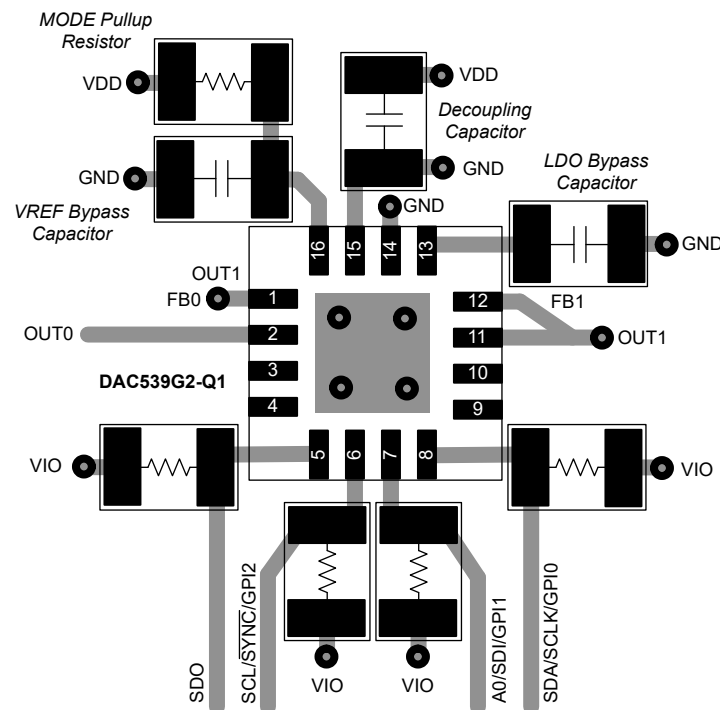 MODE Pullup
Resistor
VDD
VDD
Decoupling
Capacitor
GND
GND
VREF Bypass
Capacitor
LDO Bypass
Capacitor
GND
GND
16
15
14
13
OUT1
FB0
1
12
FB1
OUT0
2
11
OUT1
3
10
DAC539G2-Q1
4
9
VIO
5
6
7
8
VIO
SDO
SCL/SYNC/GPI2
VIO
VIO
A0/SDI/GPI1
SDA/SCLK/GPI0